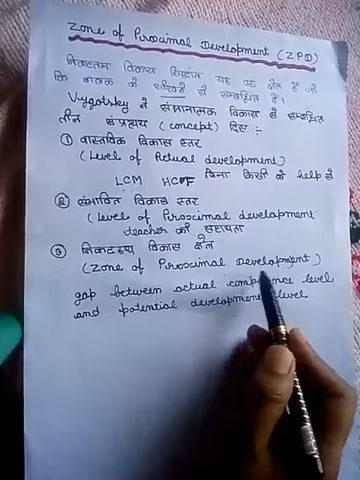 Zone of Proximal Development (ZPD)
निकटतम विकास सिद्धांत यह वह क्षेत्र है जो
कि बालक को सीखने से सम्बन्धित है।
Vygotsky ने संज्ञानात्मक विकास से सम्बन्धित
तीन संप्रत्यय (concept) दिए :-
① वास्तविक विकास स्तर
(Level of Actual development)
LCM HCF बिना किसी के help से
② संभावित विकास स्तर
(Levels of Proximal development
teacher की सहायता
③ निकटस्थ विकास क्षेत्र
(Zone of Proximal Development)
gap between actual competence level
and potential development level